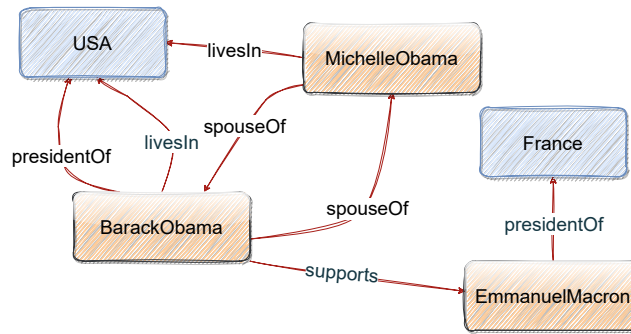 USA
livesIn
MichelleObama
spouseOf
livesIn
presidentOf
France
spouseOf
BarackObama
presidentOf
supports
EmmanuelMacron